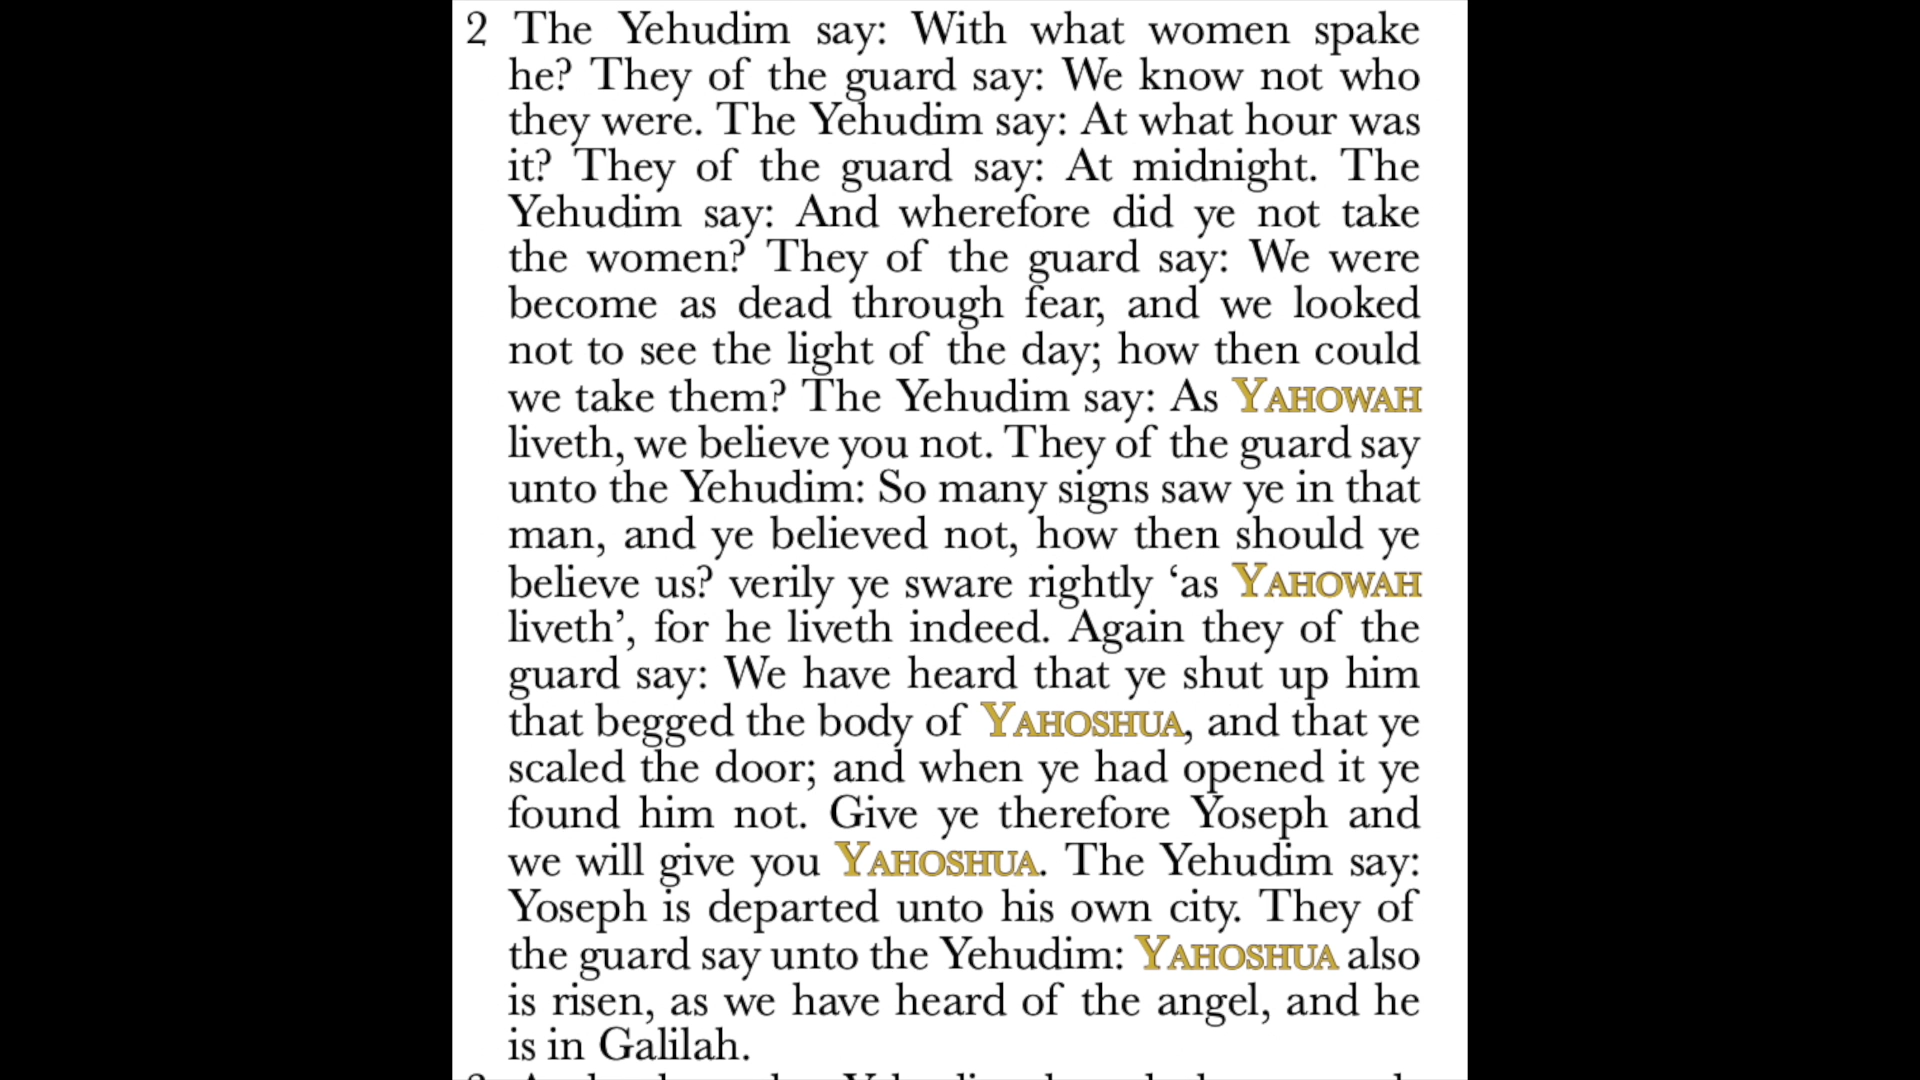 2 The Yehudim say: With what women spake
he? They of the guard say: We know not who
they were. The Yehudim say: At what hour was
it? They of the guard say: At midnight. The
Yehudim say: And wherefore did ye not take
the women? They of the guard say: We were
become as dead through fear, and we looked
not to see the light of the day; how then could
we take them? The Yehudim say: As YAHOWAH
liveth, we believe you not. They of the guard say
unto the Yehudim: So many signs saw ye in that
man, and ye believed not, how then should ye
believe us? verily ye sware rightly ‘as YAHOWAH
liveth’, for he liveth indeed. Again they of the
guard say: We have heard that ye shut up him
that begged the body of YAHOSHUA, and that ye
scaled the door; and when ye had opened it ye
found him not. Give ye therefore Yoseph and
we will give you YAHOSHUA. The Yehudim say:
Yoseph is departed unto his own city. They of
the guard say unto the Yehudim: YAHOSHUA also
is risen, as we have heard of the angel, and he
is in Galilah.